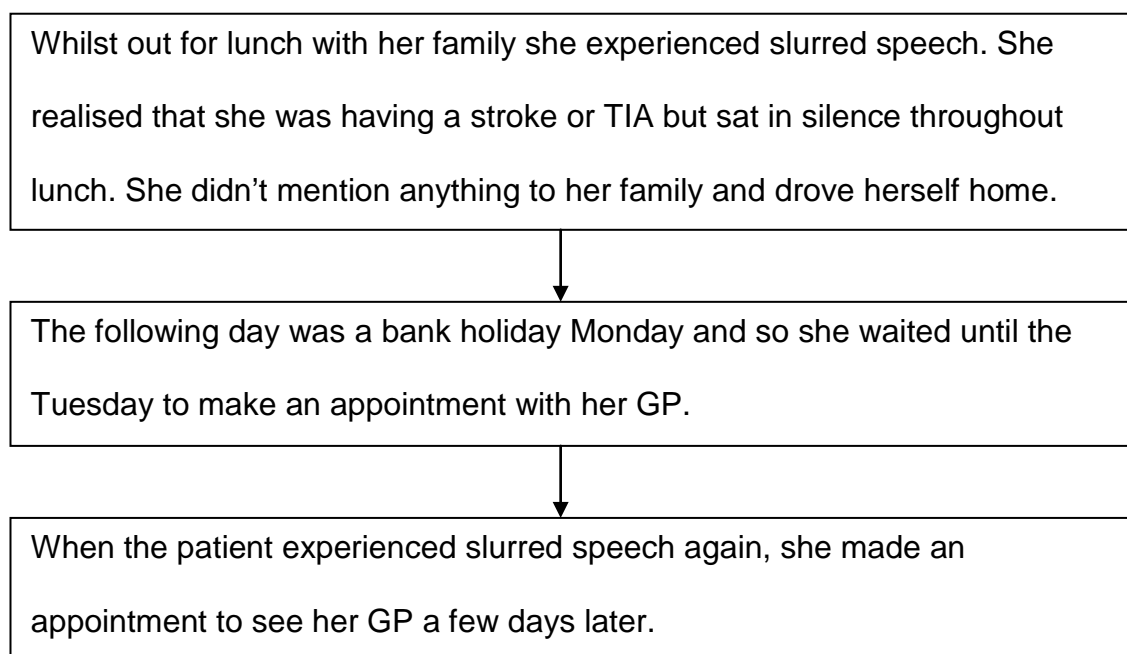 Whilst out for lunch with her family she experienced slurred speech. She
realised that she was having a stroke or TIA but sat in silence throughout
lunch. She didn’t mention anything to her family and drove herself home.
The following day was a bank holiday Monday and so she waited until the
Tuesday to make an appointment with her GP.
When the patient experienced slurred speech again, she made an
appointment to see her GP a few days later.